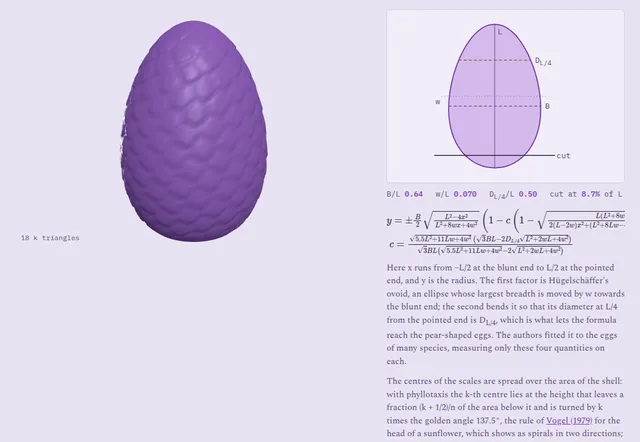 L
D_L/4
w
B
cut
B/L 0.64 w/L 0.070 D_L/4/L 0.50 cut at 8.7% of L
18 k triangles
Here x runs from −L/2 at the blunt end to L/2 at the pointed
end, and y is the radius. The first factor is Hügelschäffer's
ovoid, an ellipse whose largest breadth is moved by w towards
the blunt end; the second bends it so that its diameter at L/4
from the pointed end is D_L/4, which is what lets the formula
reach the pear-shaped eggs. The authors fitted it to the eggs
of many species, measuring only these four quantities on
each.
The centres of the scales are spread over the area of the shell:
with phyllotaxis the k-th centre lies at the height that leaves a
fraction (k + 1/2)/n of the area below it and is turned by k
times the golden angle 137.5°, the rule of Vogel (1979) for the
head of a sunflower, which shows as spirals in two directions;